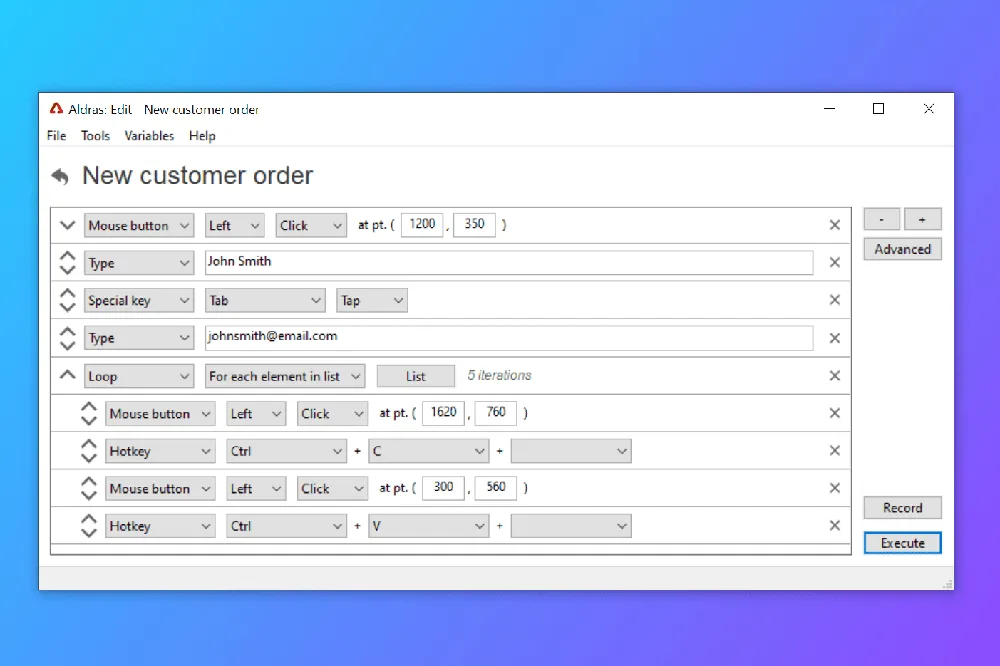 Aldras: Edit - New customer order
File Tools Variables Help
New customer order
Mouse button Left Click at pt. ( 1200 , 350 )
- +
Type John Smith
Advanced
Special key Tab Tap
Type johnsmith@email.com
Loop For each element in list List 5 iterations
Mouse button Left Click at pt. ( 1620 , 760 )
Hotkey Ctrl + C +
Mouse button Left Click at pt. ( 300 , 560 )
Record
Hotkey Ctrl + V +
Execute